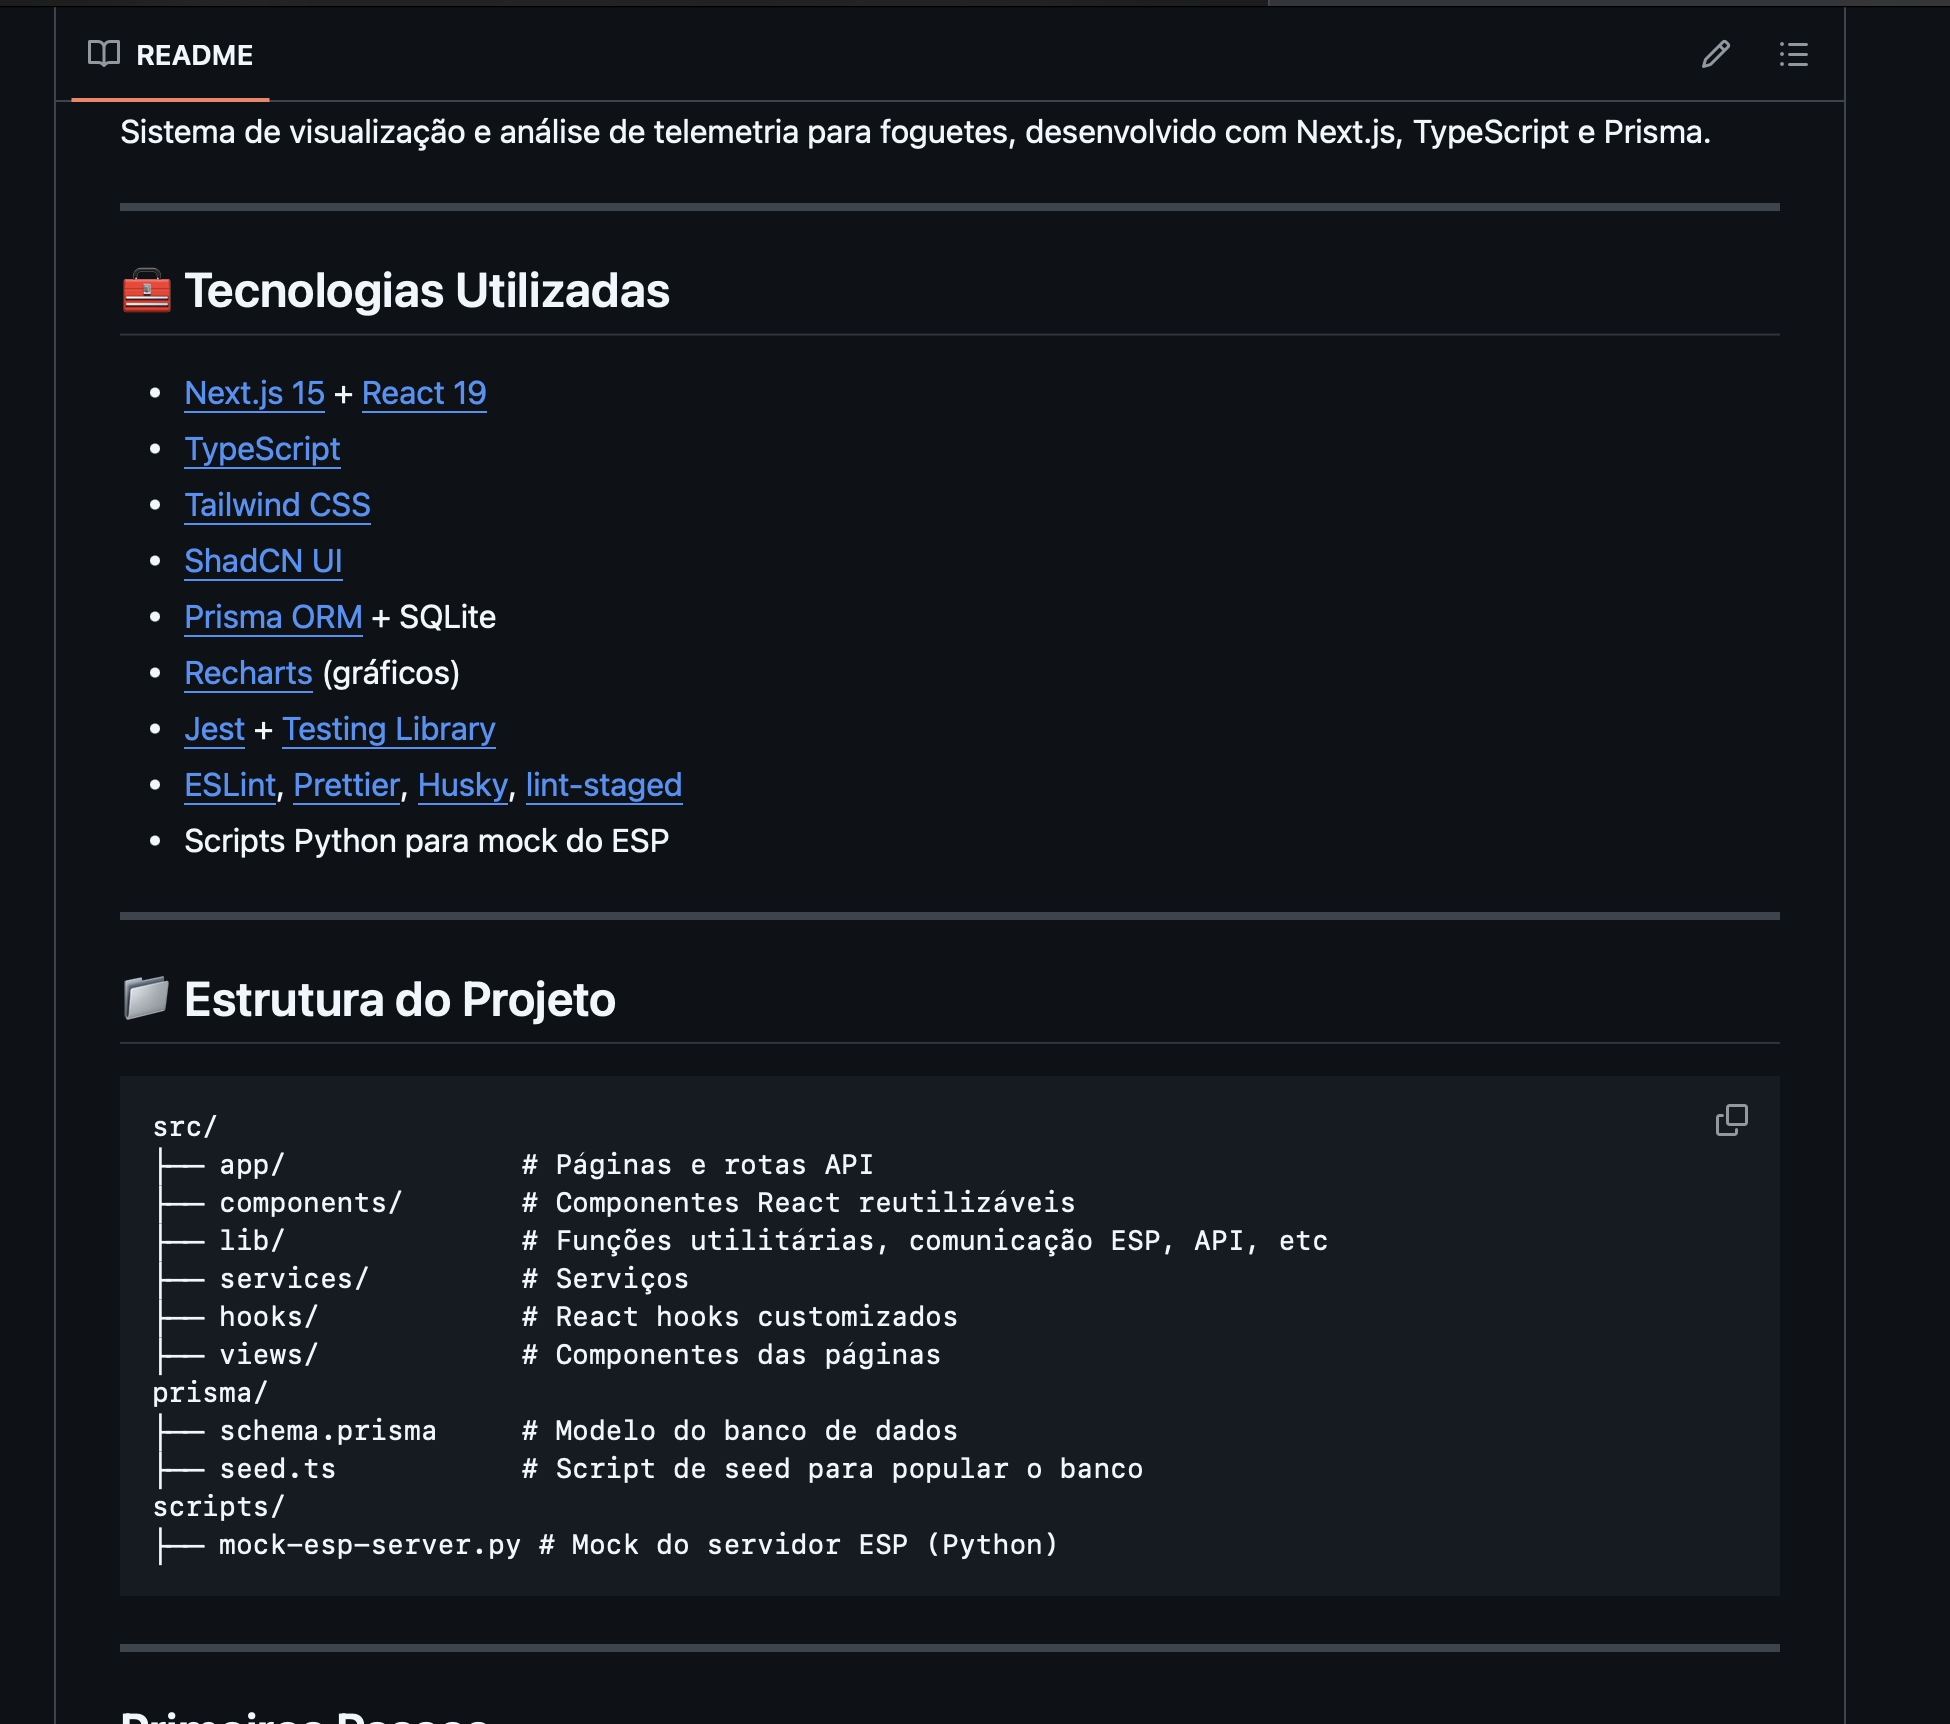 README
Sistema de visualização e análise de telemetria para foguetes, desenvolvido com Next.js, TypeScript e Prisma.
🧰 Tecnologias Utilizadas
• Next.js 15 + React 19
• TypeScript
• Tailwind CSS
• ShadCN UI
• Prisma ORM + SQLite
• Recharts (gráficos)
• Jest + Testing Library
• ESLint, Prettier, Husky, lint-staged
• Scripts Python para mock do ESP
📁 Estrutura do Projeto
src/
├── app/              # Páginas e rotas API
├── components/       # Componentes React reutilizáveis
├── lib/              # Funções utilitárias, comunicação ESP, API, etc
├── services/         # Serviços
├── hooks/            # React hooks customizados
├── views/            # Componentes das páginas
prisma/
├── schema.prisma     # Modelo do banco de dados
├── seed.ts           # Script de seed para popular o banco
scripts/
├── mock-esp-server.py # Mock do servidor ESP (Python)
Primeiros Passos